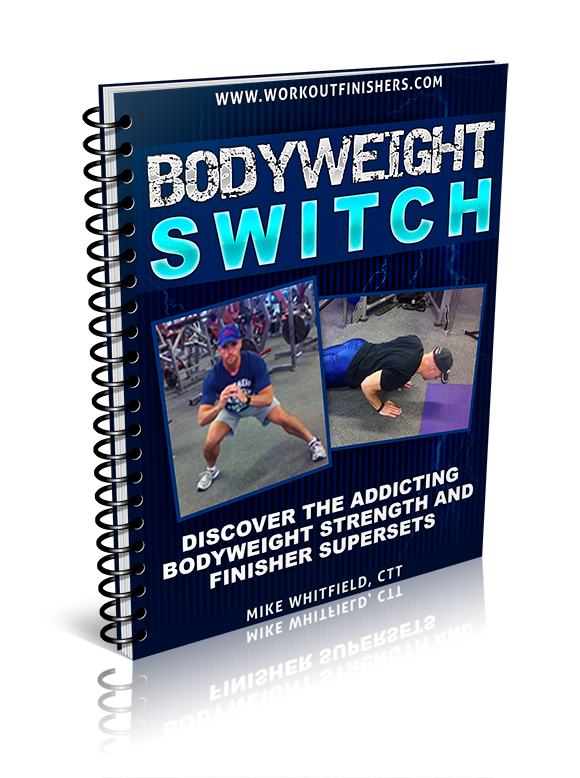 WWW.WORKOUTFINISHERS.COM
BODYWEIGHT
SWITCH
DISCOVER THE ADDICTING
BODYWEIGHT STRENGTH AND
FINISHER SUPERSETS
MIKE WHITFIELD, CTT